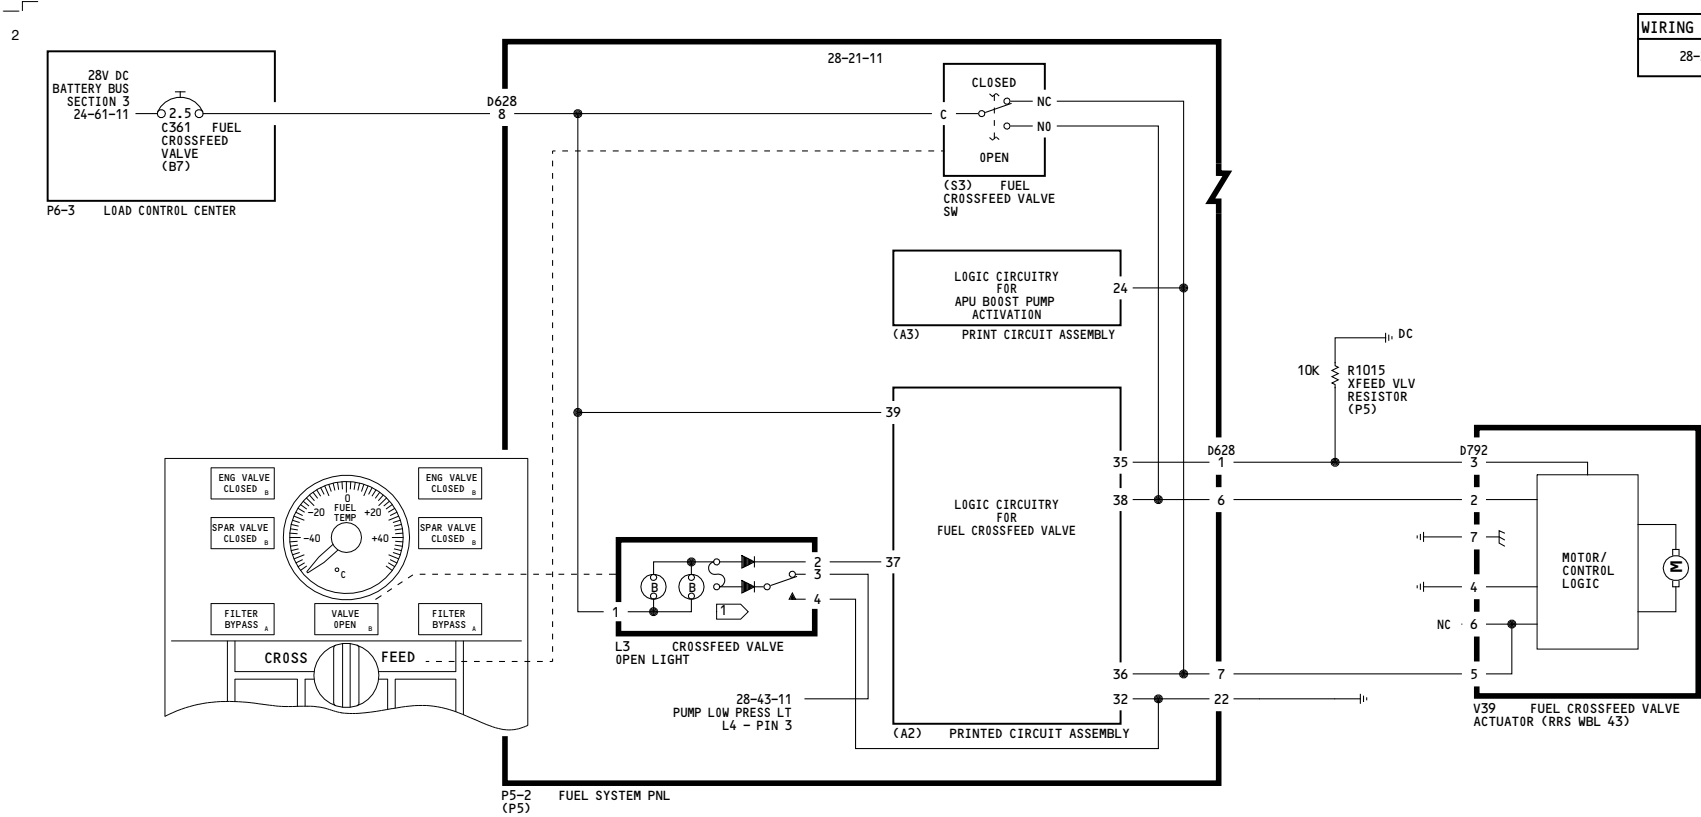 2
WIRING
28-
28-21-11
28V DC
BATTERY BUS
SECTION 3
24-61-11
2.5
C361 FUEL
CROSSFEED
VALVE
(B7)
P6-3 LOAD CONTROL CENTER
D628
8
C
CLOSED
NC
NO
OPEN
(S3) FUEL
CROSSFEED VALVE
SW
LOGIC CIRCUITRY
FOR
APU BOOST PUMP
ACTIVATION
24
(A3) PRINT CIRCUIT ASSEMBLY
DC
10K
R1015
XFEED VLV
RESISTOR
(P5)
39
35
38
37
36
32
LOGIC CIRCUITRY
FOR
FUEL CROSSFEED VALVE
(A2) PRINTED CIRCUIT ASSEMBLY
D628
1
6
7
22
D792
3
2
7
4
NC
6
5
MOTOR/
CONTROL
LOGIC
M
V39 FUEL CROSSFEED VALVE
ACTUATOR (RRS WBL 43)
ENG VALVE
CLOSED B
SPAR VALVE
CLOSED B
FILTER
BYPASS A
0
FUEL
TEMP
-20
+20
-40
+40
°C
ENG VALVE
CLOSED B
SPAR VALVE
CLOSED B
FILTER
BYPASS A
VALVE
OPEN B
CROSS FEED
1
B
B
1
2
3
4
L3 CROSSFEED VALVE
OPEN LIGHT
28-43-11
PUMP LOW PRESS LT
L4 - PIN 3
P5-2 FUEL SYSTEM PNL
(P5)